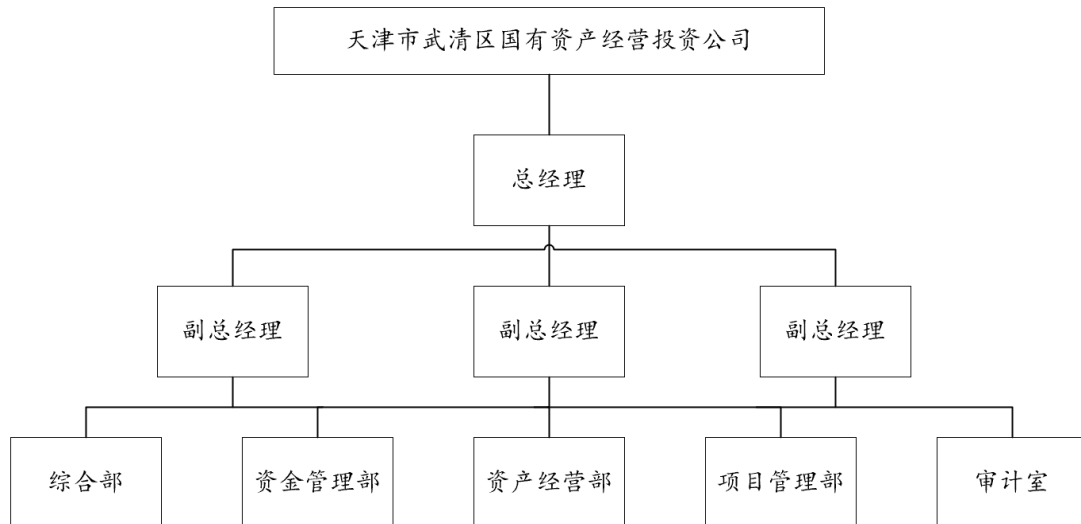 天津市武清区国有资产经营投资公司
总经理
副总经理
副总经理
副总经理
综合部
资金管理部
资产经营部
项目管理部
审计室